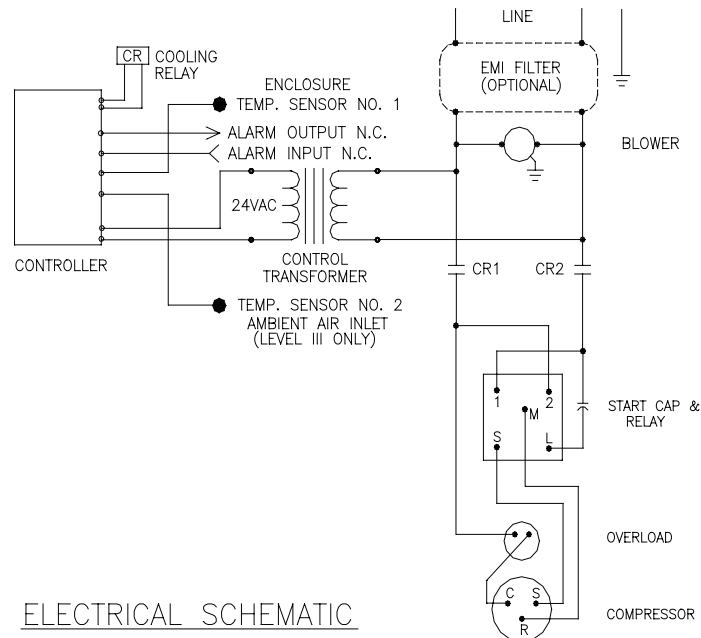 LINE
CR COOLING
RELAY
EMI FILTER
(OPTIONAL)
ENCLOSURE
TEMP. SENSOR NO. 1
ALARM OUTPUT N.C.
ALARM INPUT N.C.
BLOWER
24VAC
CONTROLLER
CONTROL
TRANSFORMER
CR1
CR2
TEMP. SENSOR NO. 2
AMBIENT AIR INLET
(LEVEL III ONLY)
1
2
M
S
L
START CAP &
RELAY
OVERLOAD
C
S
R
COMPRESSOR
ELECTRICAL SCHEMATIC